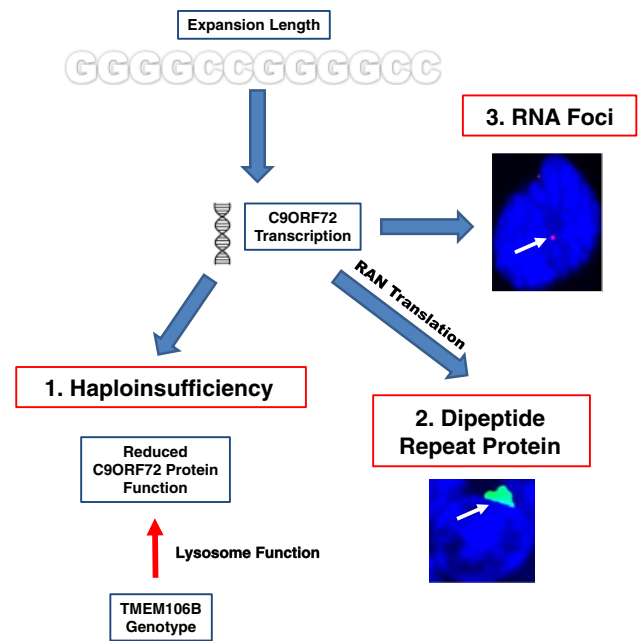 Expansion Length
GGGGCCGGGGCC
3. RNA Foci
C9ORF72
Transcription
RAN Translation
1. Haploinsufficiency
2. Dipeptide
Repeat Protein
Reduced
C9ORF72 Protein
Function
Lysosome Function
TMEM106B
Genotype